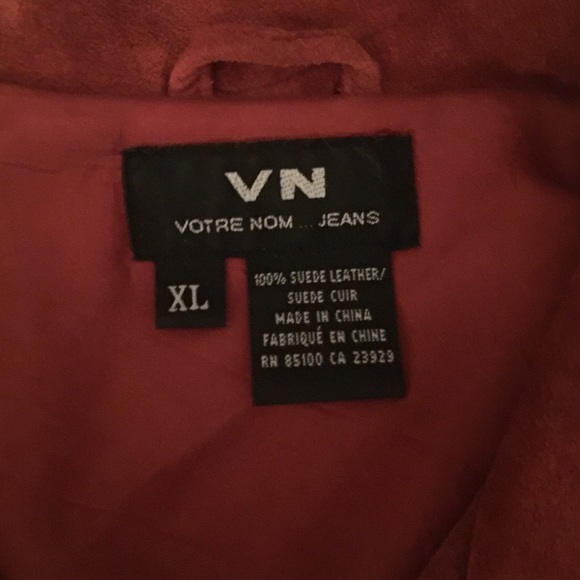 VN
VOTRE NOM ... JEANS
XL
100% SUEDE LEATHER/
SUEDE CUIR
MADE IN CHINA
FABRIQUÉ EN CHINE
RN 85100 CA 23929